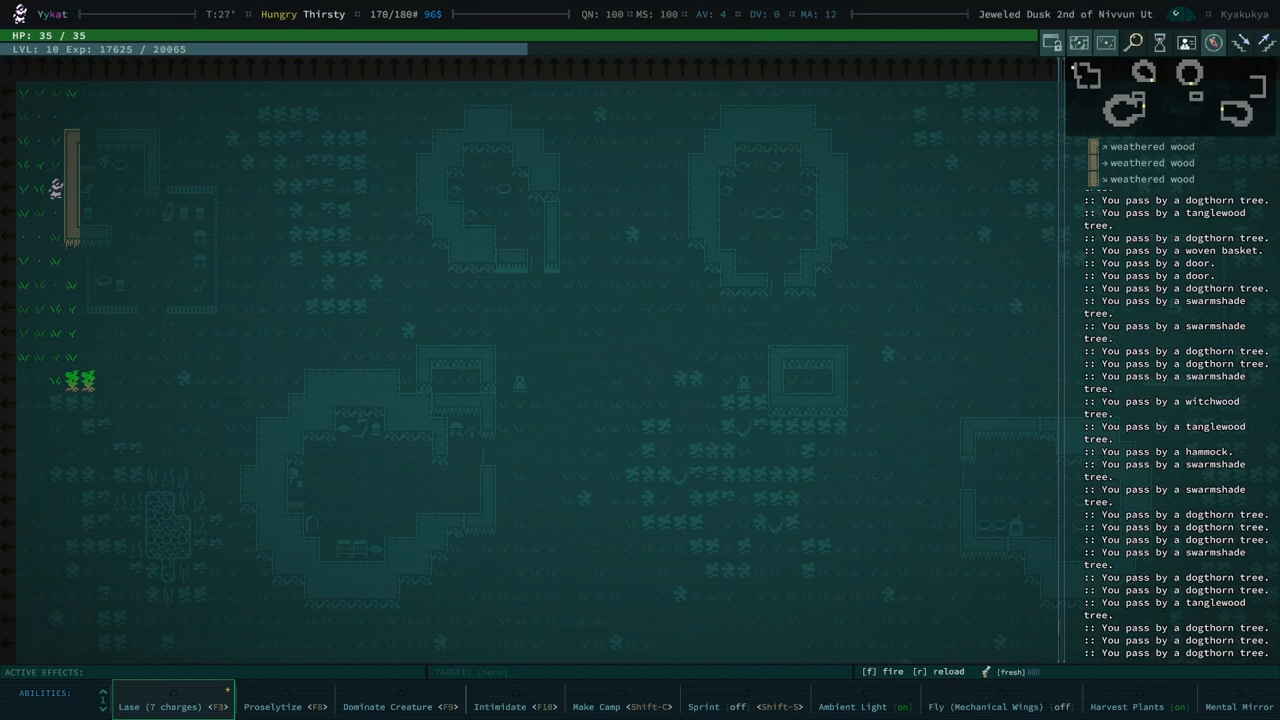 Yykat T:27° Hungry Thirsty 170/180# 96$ QN: 100 MS: 100 AV: 4 DV: 0 MA: 12 Jeweled Dusk 2nd of Nivvun Ut Kyakukya
HP: 35 / 35
LVL: 10 Exp: 17625 / 20065
weathered wood
weathered wood
weathered wood
tree.
:: You pass by a dogthorn tree.
:: You pass by a tanglewood
tree.
:: You pass by a dogthorn tree.
:: You pass by a woven basket.
:: You pass by a door.
:: You pass by a door.
:: You pass by a dogthorn tree.
:: You pass by a swarmshade
tree.
:: You pass by a swarmshade
tree.
:: You pass by a dogthorn tree.
:: You pass by a dogthorn tree.
:: You pass by a swarmshade
tree.
:: You pass by a witchwood
tree.
:: You pass by a tanglewood
tree.
:: You pass by a hammock.
:: You pass by a swarmshade
tree.
:: You pass by a swarmshade
tree.
:: You pass by a dogthorn tree.
:: You pass by a dogthorn tree.
:: You pass by a dogthorn tree.
:: You pass by a swarmshade
tree.
:: You pass by a dogthorn tree.
:: You pass by a dogthorn tree.
:: You pass by a tanglewood
tree.
:: You pass by a dogthorn tree.
:: You pass by a dogthorn tree.
:: You pass by a dogthorn tree.
ACTIVE EFFECTS: TARGET: [none] [f] fire [r] reload [fresh]
ABILITIES: 1 Lase (7 charges) <F3> Proselytize <F8> Dominate Creature <F9> Intimidate <F10> Make Camp <Shift-C> Sprint [off] <Shift-S> Ambient Light [on] Fly (Mechanical Wings) [off] Harvest Plants [on] Mental Mirror